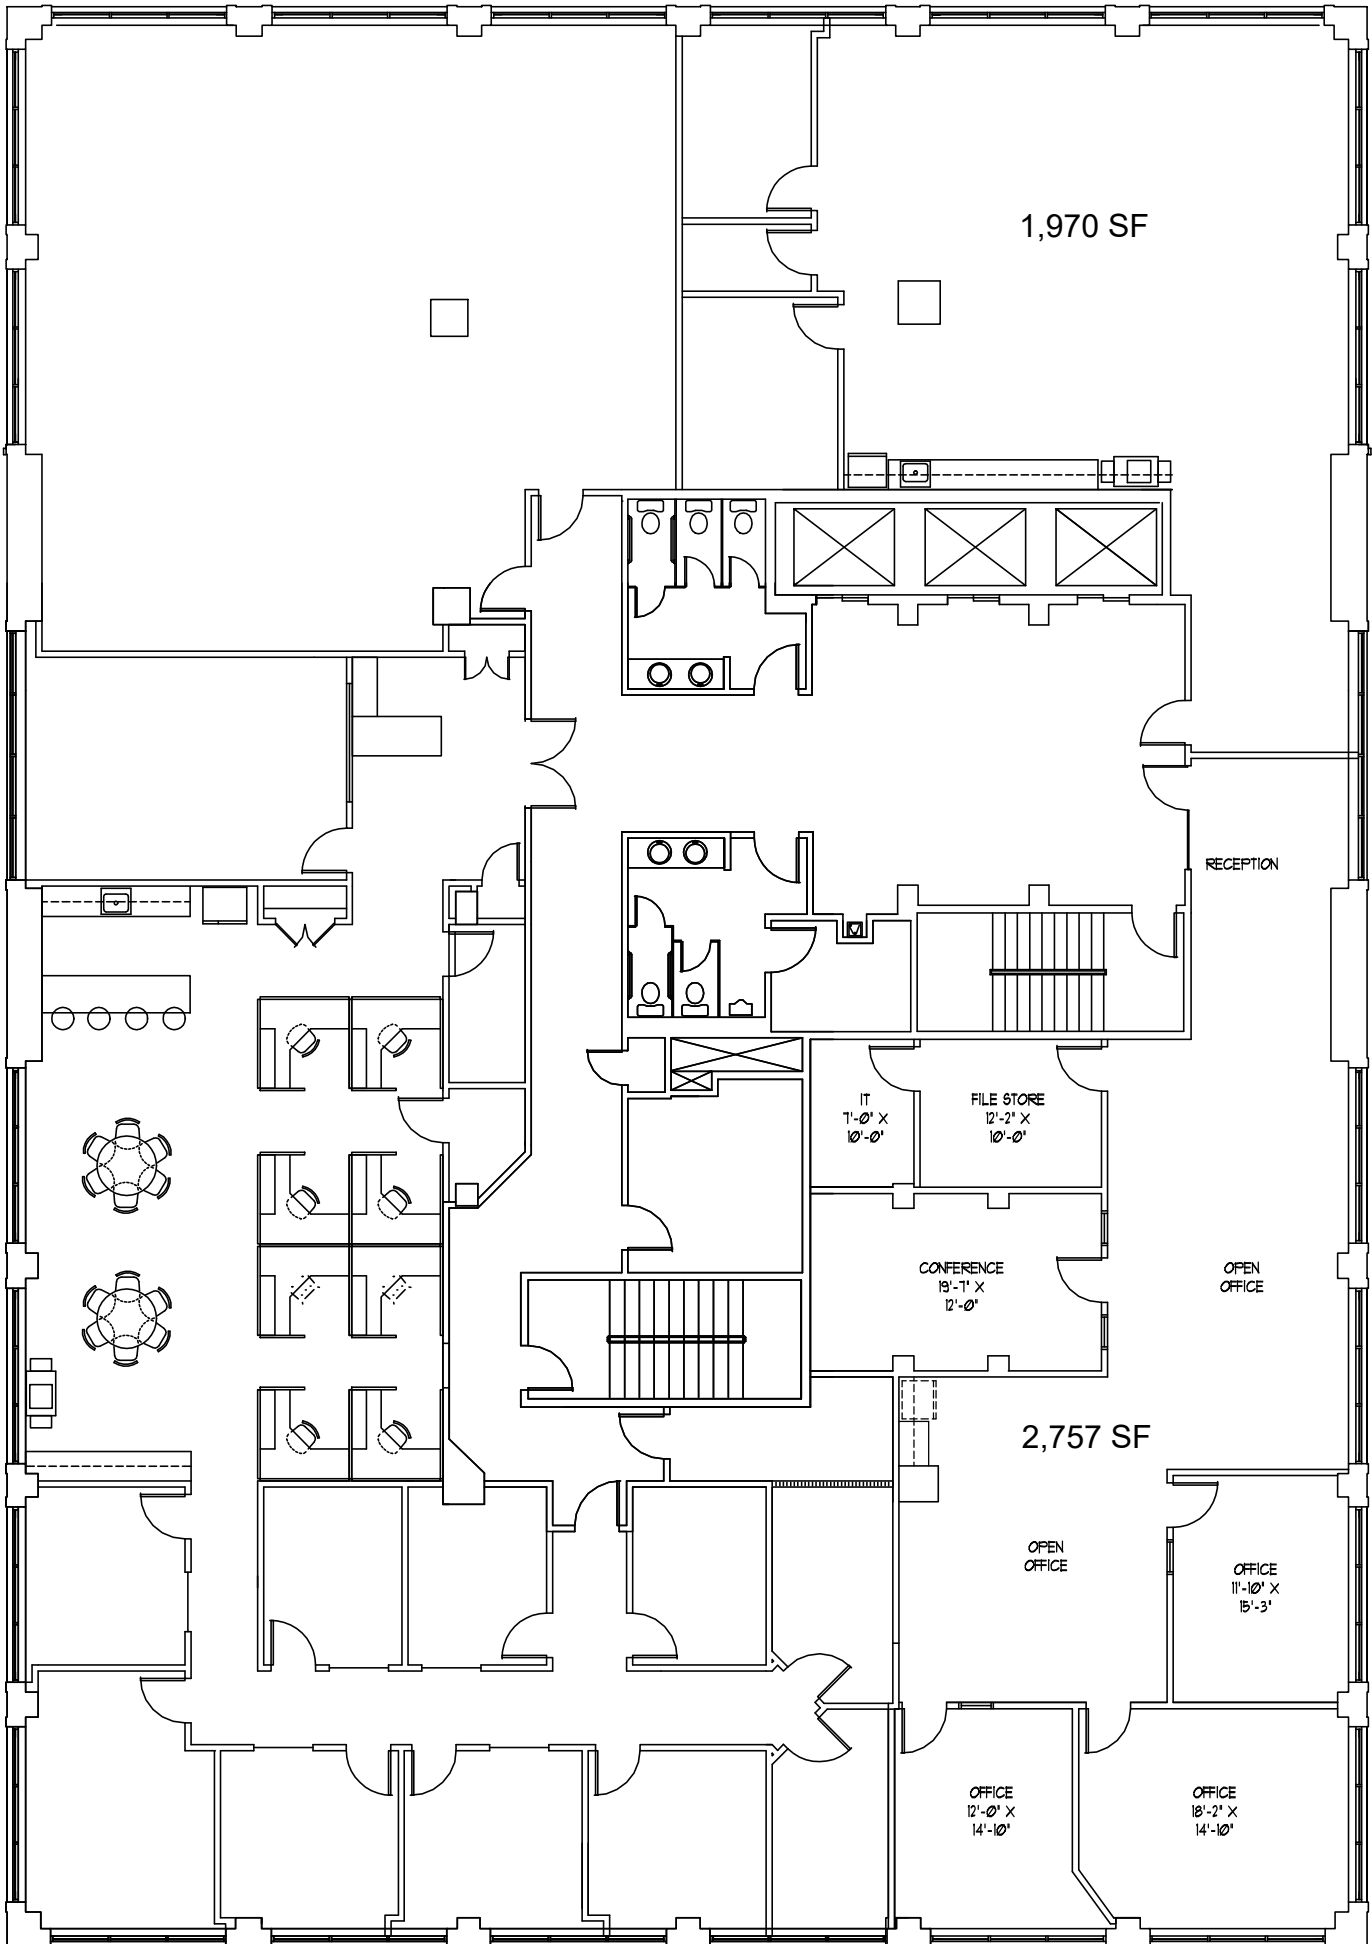 1,970 SF
RECEPTION
IT
7'-0" X
10'-0"
FILE STORE
12'-2" X
10'-0"
CONFERENCE
19'-7" X
12'-0"
OPEN
OFFICE
2,757 SF
OPEN
OFFICE
OFFICE
11'-10" X
15'-3"
OFFICE
12'-0" X
14'-10"
OFFICE
18'-2" X
14'-10"